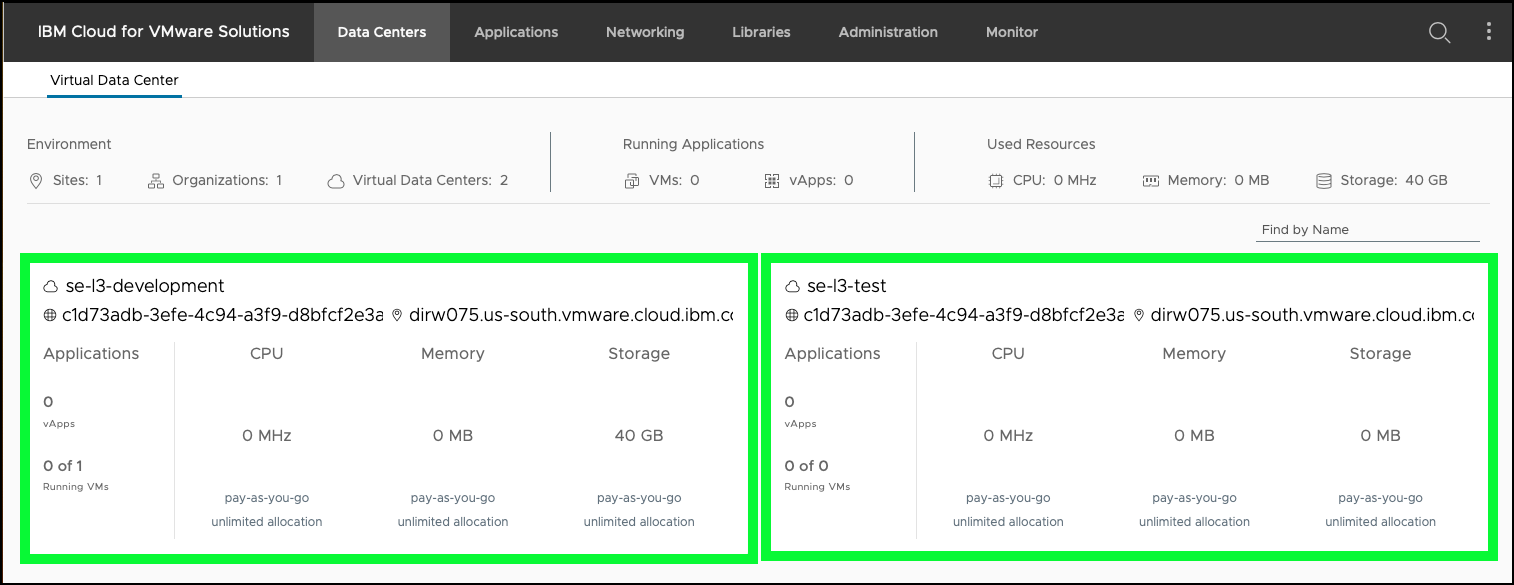 IBM Cloud for VMware Solutions Data Centers Applications Networking Libraries Administration Monitor
Virtual Data Center
Environment Running Applications Used Resources
Sites: 1 Organizations: 1 Virtual Data Centers: 2 VMs: 0 vApps: 0 CPU: 0 MHz Memory: 0 MB Storage: 40 GB
Find by Name
se-l3-development
c1d73adb-3efe-4c94-a3f9-d8bfcf2e3a dirw075.us-south.vmware.cloud.ibm.c
Applications CPU Memory Storage
0
vApps
0 MHz 0 MB 40 GB
0 of 1
Running VMs
pay-as-you-go pay-as-you-go pay-as-you-go
unlimited allocation unlimited allocation unlimited allocation
se-l3-test
c1d73adb-3efe-4c94-a3f9-d8bfcf2e3a dirw075.us-south.vmware.cloud.ibm.c
Applications CPU Memory Storage
0
vApps
0 MHz 0 MB 0 MB
0 of 0
Running VMs
pay-as-you-go pay-as-you-go pay-as-you-go
unlimited allocation unlimited allocation unlimited allocation